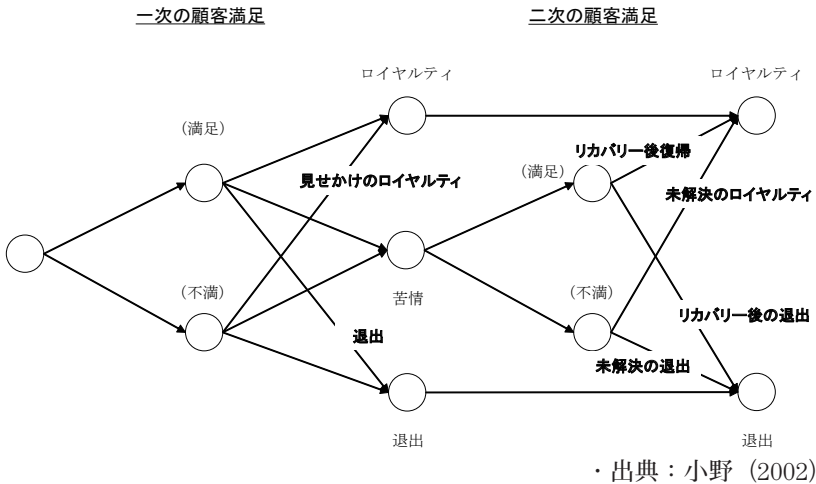 一次の顧客満足
二次の顧客満足
ロイヤルティ
ロイヤルティ
(満足)
リカバリー後復帰
見せかけのロイヤルティ
(満足)
未解決のロイヤルティ
(不満)
苦情
(不満)
リカバリー後の退出
退出
未解決の退出
退出
退出
・出典：小野 (2002)